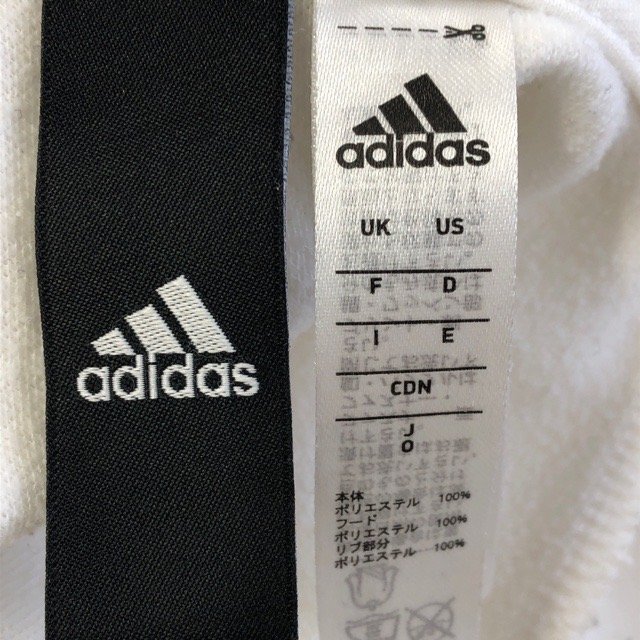 adidas
adidas
UK US
F D
I E
CDN
J
O
本体
ポリエステル 100%
フード
ポリエステル 100%
リブ部分
ポリエステル 100%